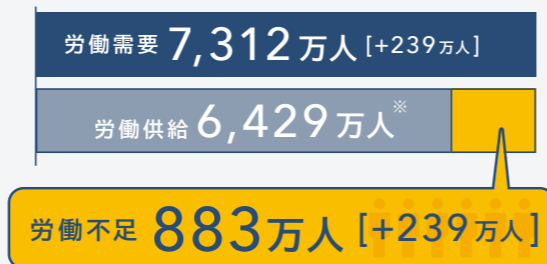 労働需要 7,312万人 [+239万人]
労働供給 6,429万人※
労働不足 883万人 [+239万人]